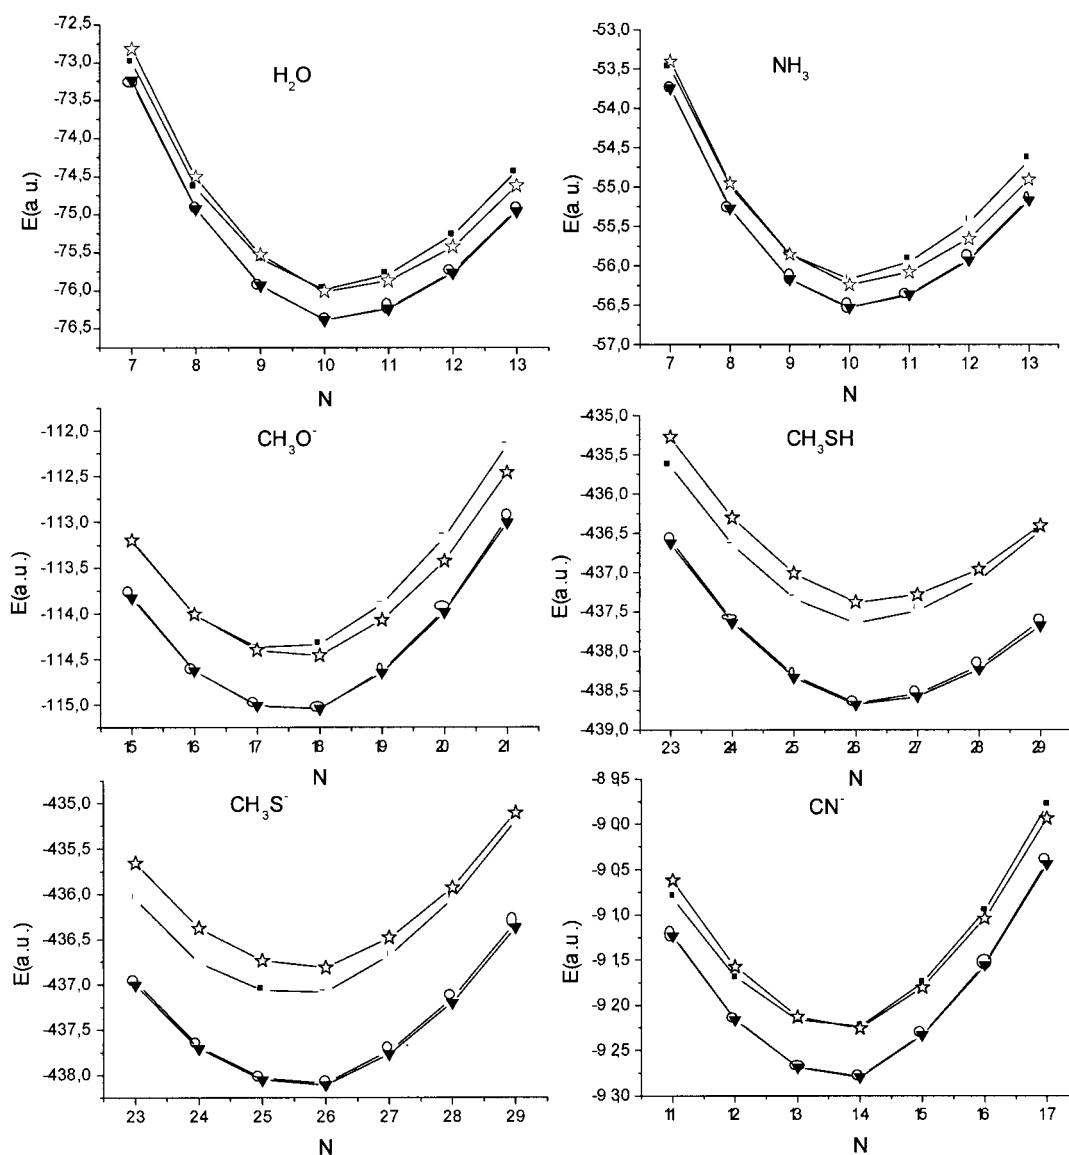 H2O
E(a.u.)
-72,5
-73,0
-73,5
-74,0
-74,5
-75,0
-75,5
-76,0
-76,5
7 8 9 10 11 12 13
N
NH3
E(a.u.)
-53,0
-53,5
-54,0
-54,5
-55,0
-55,5
-56,0
-56,5
-57,0
7 8 9 10 11 12 13
N
CH3O-
E(a.u.)
-112,0
-112,5
-113,0
-113,5
-114,0
-114,5
-115,0
15 16 17 18 19 20 21
N
CH3SH
E(a.u.)
-435,0
-435,5
-436,0
-436,5
-437,0
-437,5
-438,0
-438,5
-439,0
23 24 25 26 27 28 29
N
CH3S-
E(a.u.)
-435,0
-435,5
-436,0
-436,5
-437,0
-437,5
-438,0
23 24 25 26 27 28 29
N
CN-
E(a.u.)
-8 95
-9 00
-9 05
-9 10
-9 15
-9 20
-9 25
-9 30
11 12 13 14 15 16 17
N